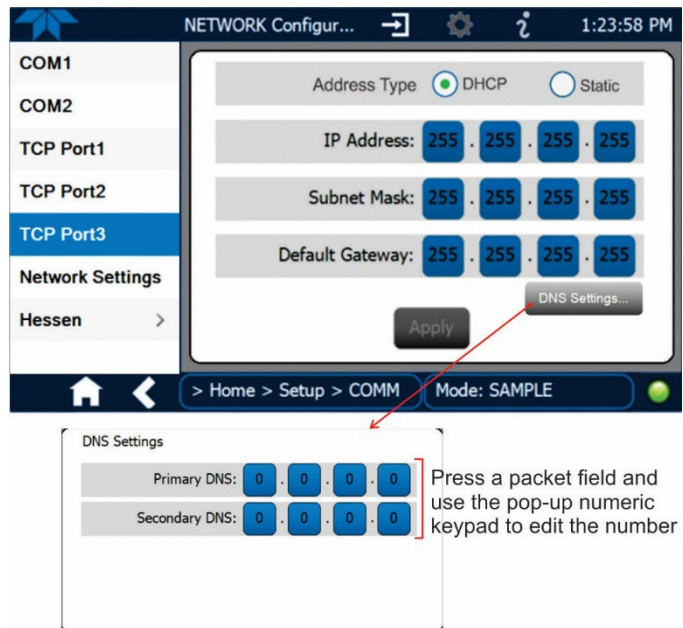 NETWORK Configur... 1:23:58 PM
COM1
COM2
TCP Port1
TCP Port2
TCP Port3
Network Settings
Hessen >
Address Type DHCP Static
IP Address: 255 . 255 . 255 . 255
Subnet Mask: 255 . 255 . 255 . 255
Default Gateway: 255 . 255 . 255 . 255
DNS Settings...
Apply
> Home > Setup > COMM Mode: SAMPLE
DNS Settings
Primary DNS: 0 . 0 . 0 . 0
Secondary DNS: 0 . 0 . 0 . 0
Press a packet field and
use the pop-up numeric
keypad to edit the number